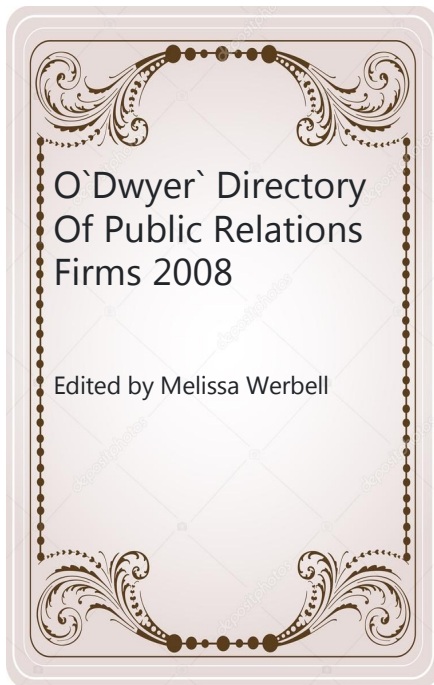 O`Dwyer` Directory
Of Public Relations
Firms 2008
Edited by Melissa Werbell